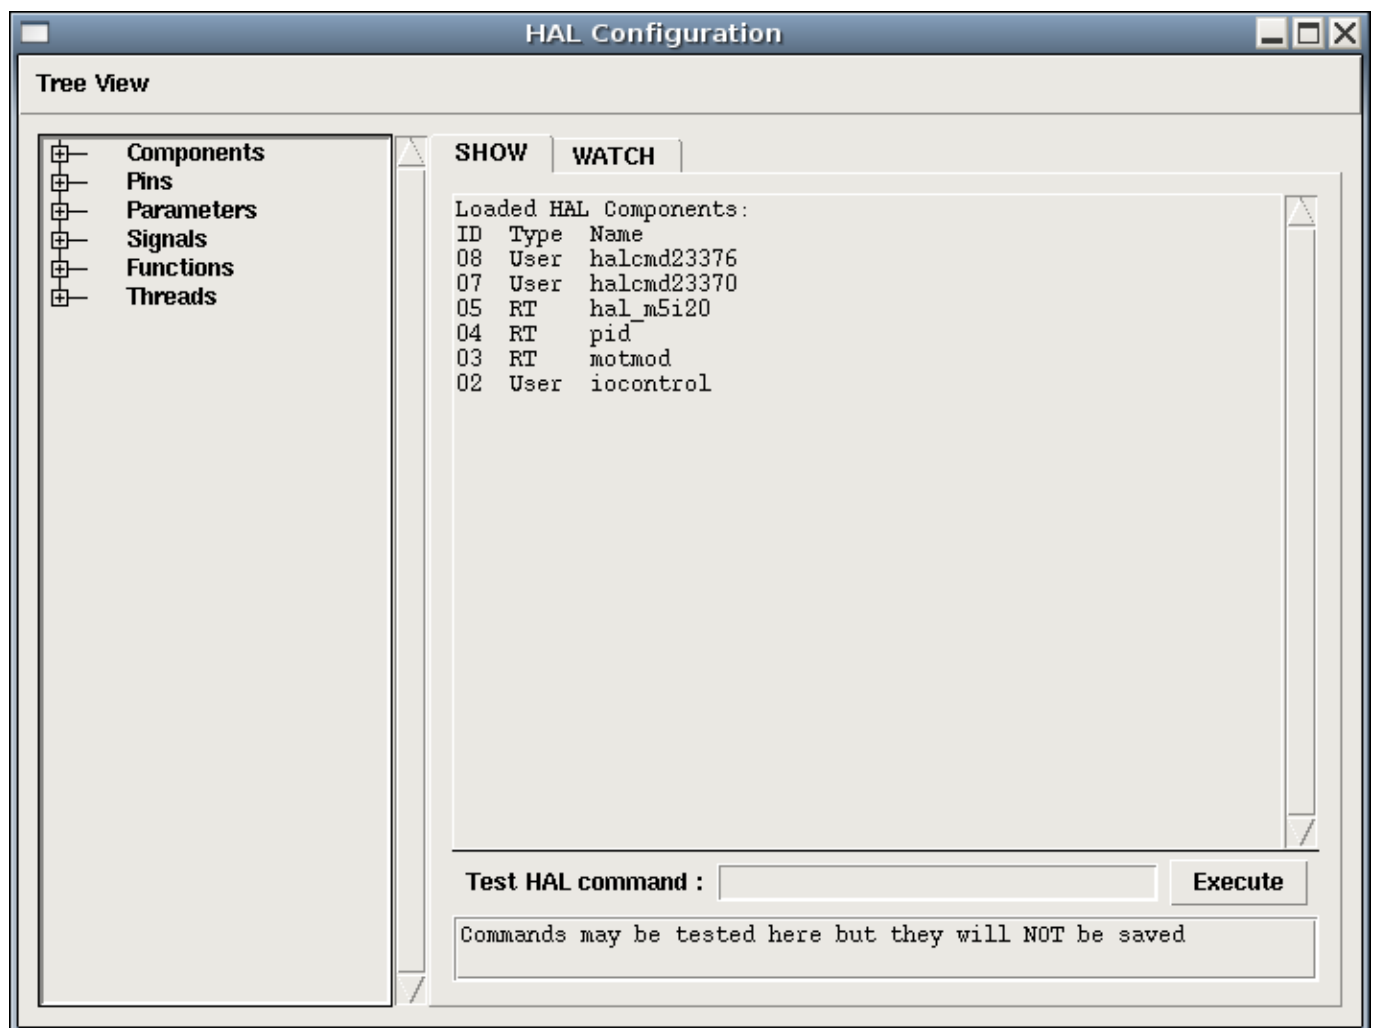 HAL Configuration
Tree View
Components
Pins
Parameters
Signals
Functions
Threads
SHOW WATCH
Loaded HAL Components:
ID Type Name
08 User halcmd23376
07 User halcmd23370
05 RT hal_m5i20
04 RT pid
03 RT motmod
02 User iocontrol
Test HAL command : Execute
Commands may be tested here but they will NOT be saved